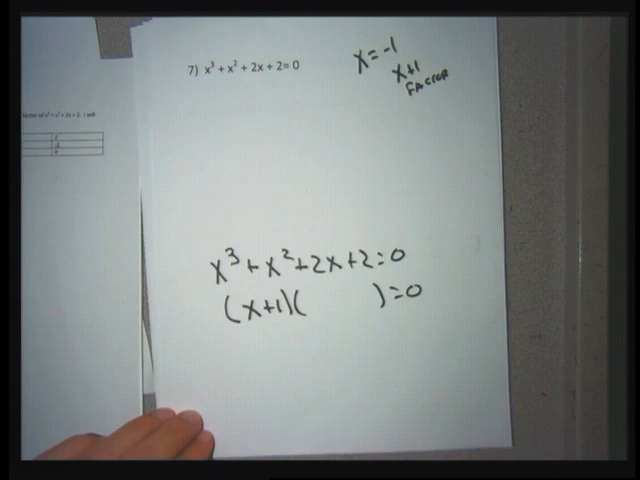 7) x³ + x² + 2x + 2 = 0
x = -1
x+1
FACTOR
x³ + x² + 2x + 2 = 0
(x+1)(          ) = 0